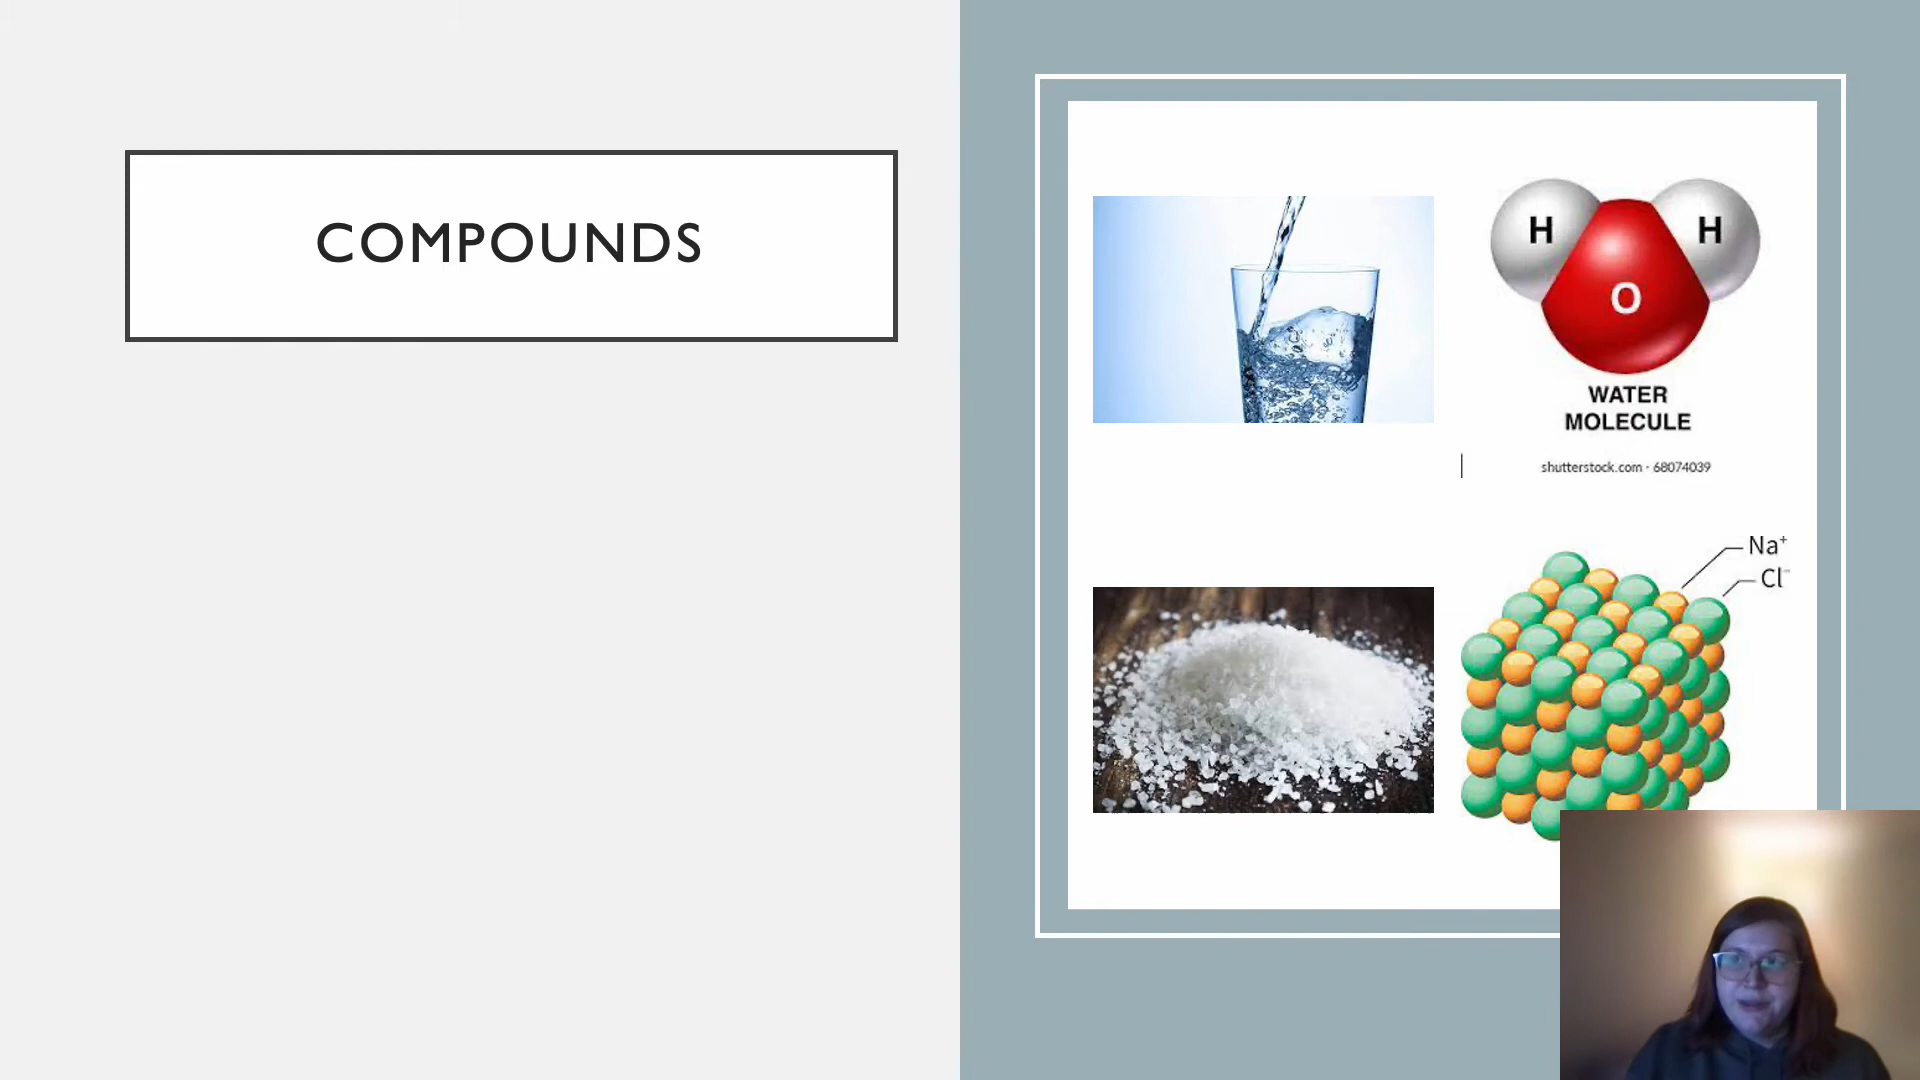 COMPOUNDS
H H
O
WATER
MOLECULE
shutterstock.com · 68074039
Na⁺
Cl⁻